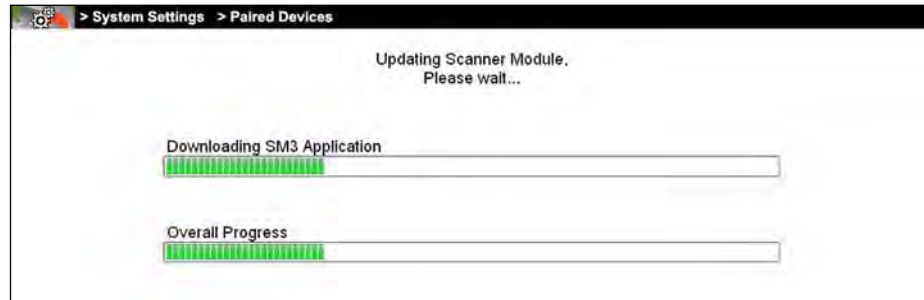 > System Settings > Paired Devices
Updating Scanner Module.
Please wait...
Downloading SM3 Application
Overall Progress